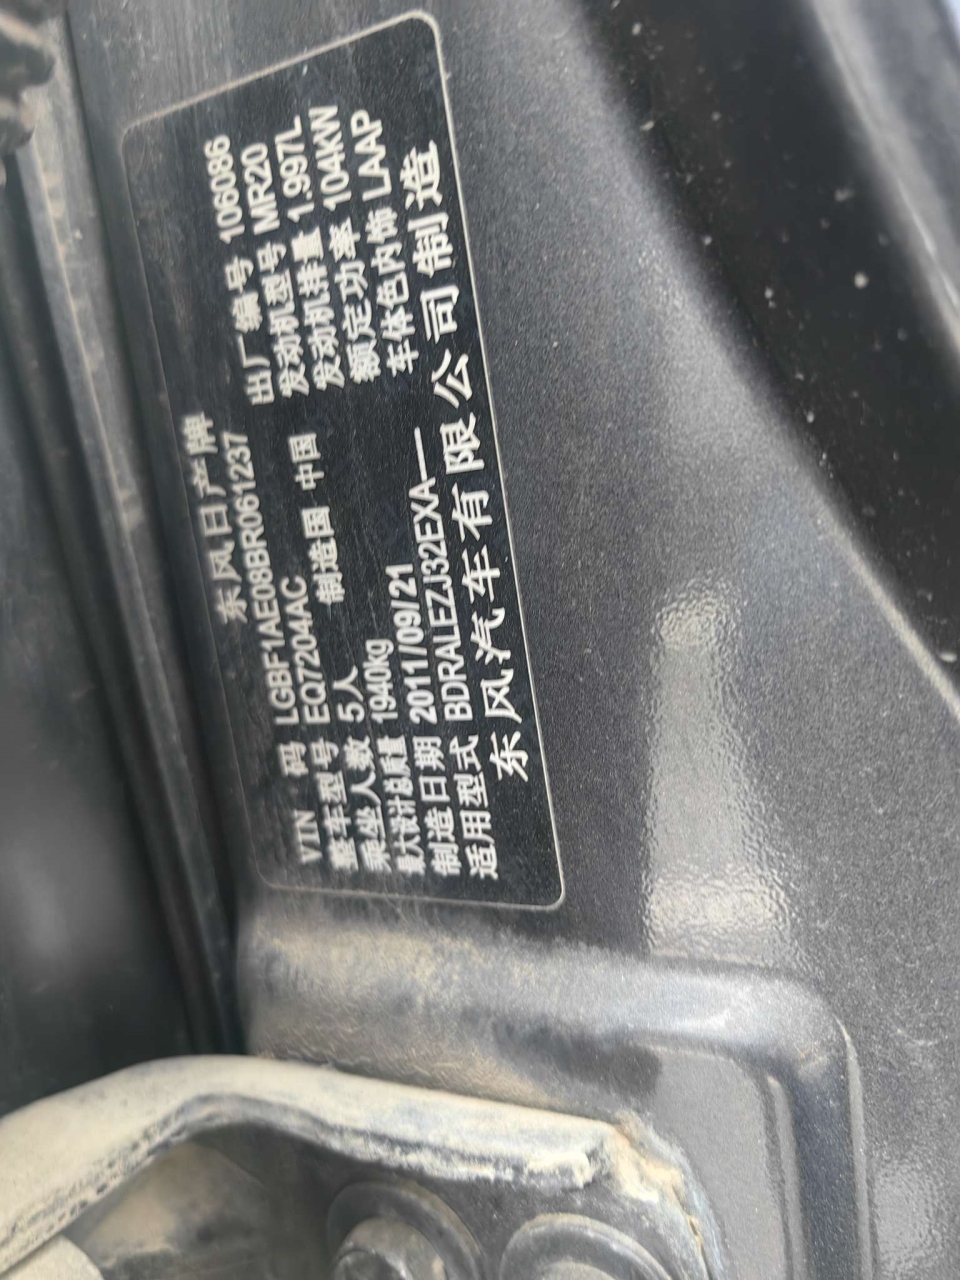 东风日产牌
VIN 码 LGBF1AE08BR061237 出厂编号 106086
整车型号 EQ7204AC 发动机型号 MR20
乘坐人数 5人 制造国 中国 发动机排量 1.997L
最大设计总质量 1940kg 额定功率 104kW
制造日期 2011/09/21 车体色内饰 LAAP
适用型式 BDRALEZJ32EXA—
东风汽车有限公司制造